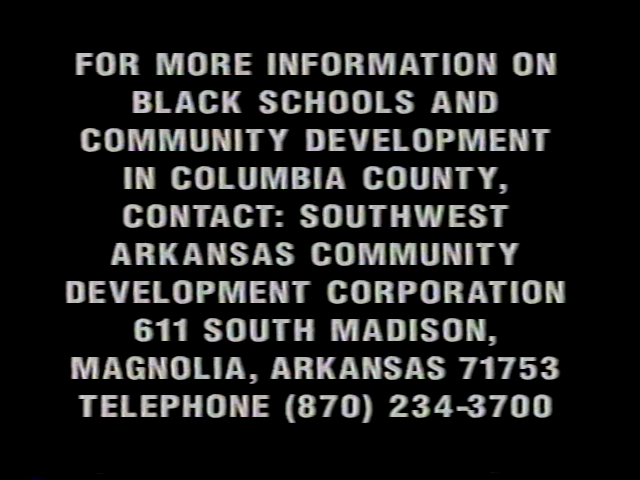 FOR MORE INFORMATION ON
BLACK SCHOOLS AND
COMMUNITY DEVELOPMENT
IN COLUMBIA COUNTY,
CONTACT: SOUTHWEST
ARKANSAS COMMUNITY
DEVELOPMENT CORPORATION
611 SOUTH MADISON,
MAGNOLIA, ARKANSAS 71753
TELEPHONE (870) 234-3700